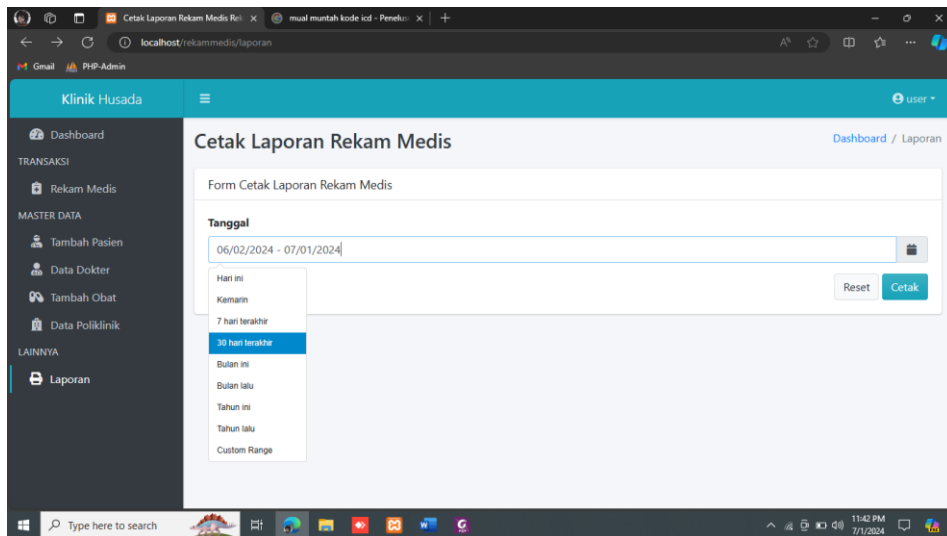 Cetak Laporan Rekam Medis Rek
mual muntah kode icd - Penelus
localhost/rekammedis/laporan
Gmail PHP-Admin
Klinik Husada
user
Dashboard
Cetak Laporan Rekam Medis
Dashboard / Laporan
TRANSAKSI
Rekam Medis
Form Cetak Laporan Rekam Medis
MASTER DATA
Tanggal
Tambah Pasien
06/02/2024 - 07/01/2024
Data Dokter
Hari ini
Reset Cetak
Tambah Obat
Kemarin
7 hari terakhir
Data Poliklinik
30 hari terakhir
LAINNYA
Bulan ini
Laporan
Bulan lalu
Tahun ini
Tahun lalu
Custom Range
Type here to search
11:42 PM
7/1/2024